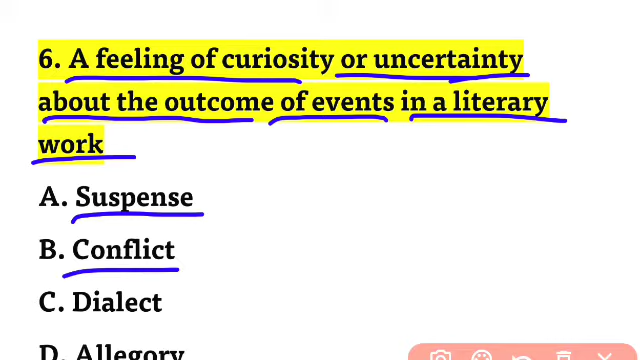 6. A feeling of curiosity or uncertainty
about the outcome of events in a literary
work
A. Suspense
B. Conflict
C. Dialect
D. Allegory